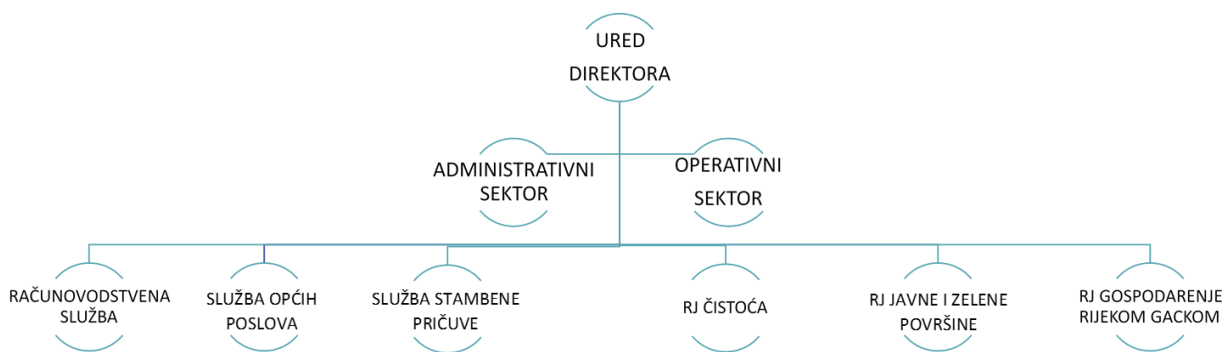 URED
DIREKTORA
ADMINISTRATIVNI
SEKTOR
OPERATIVNI
SEKTOR
RAČUNOVODSTVENA
SLUŽBA
SLUŽBA OPĆIH
POSLOVA
SLUŽBA STAMBENE
PRIČUVE
RJ ČISTOĆA
RJ JAVNE I ZELENE
POVRŠINE
RJ GOSPODARENJE
RIJEKOM GACKOM